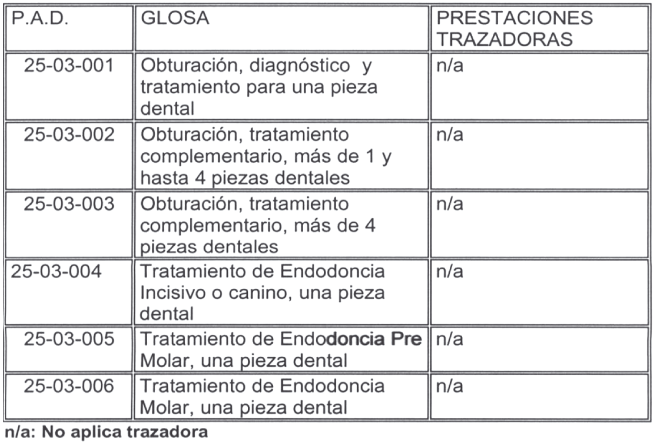 P.A.D. GLOSA PRESTACIONES
TRAZADORAS
25-03-001 Obturación, diagnóstico y n/a
tratamiento para una pieza
dental
25-03-002 Obturación, tratamiento n/a
complementario, más de 1 y
hasta 4 piezas dentales
25-03-003 Obturación, tratamiento n/a
complementario, más de 4
piezas dentales
25-03-004 Tratamiento de Endodoncia n/a
Incisivo o canino, una pieza
dental
25-03-005 Tratamiento de Endodoncia Pre n/a
Molar, una pieza dental
25-03-006 Tratamiento de Endodoncia n/a
Molar, una pieza dental
n/a: No aplica trazadora